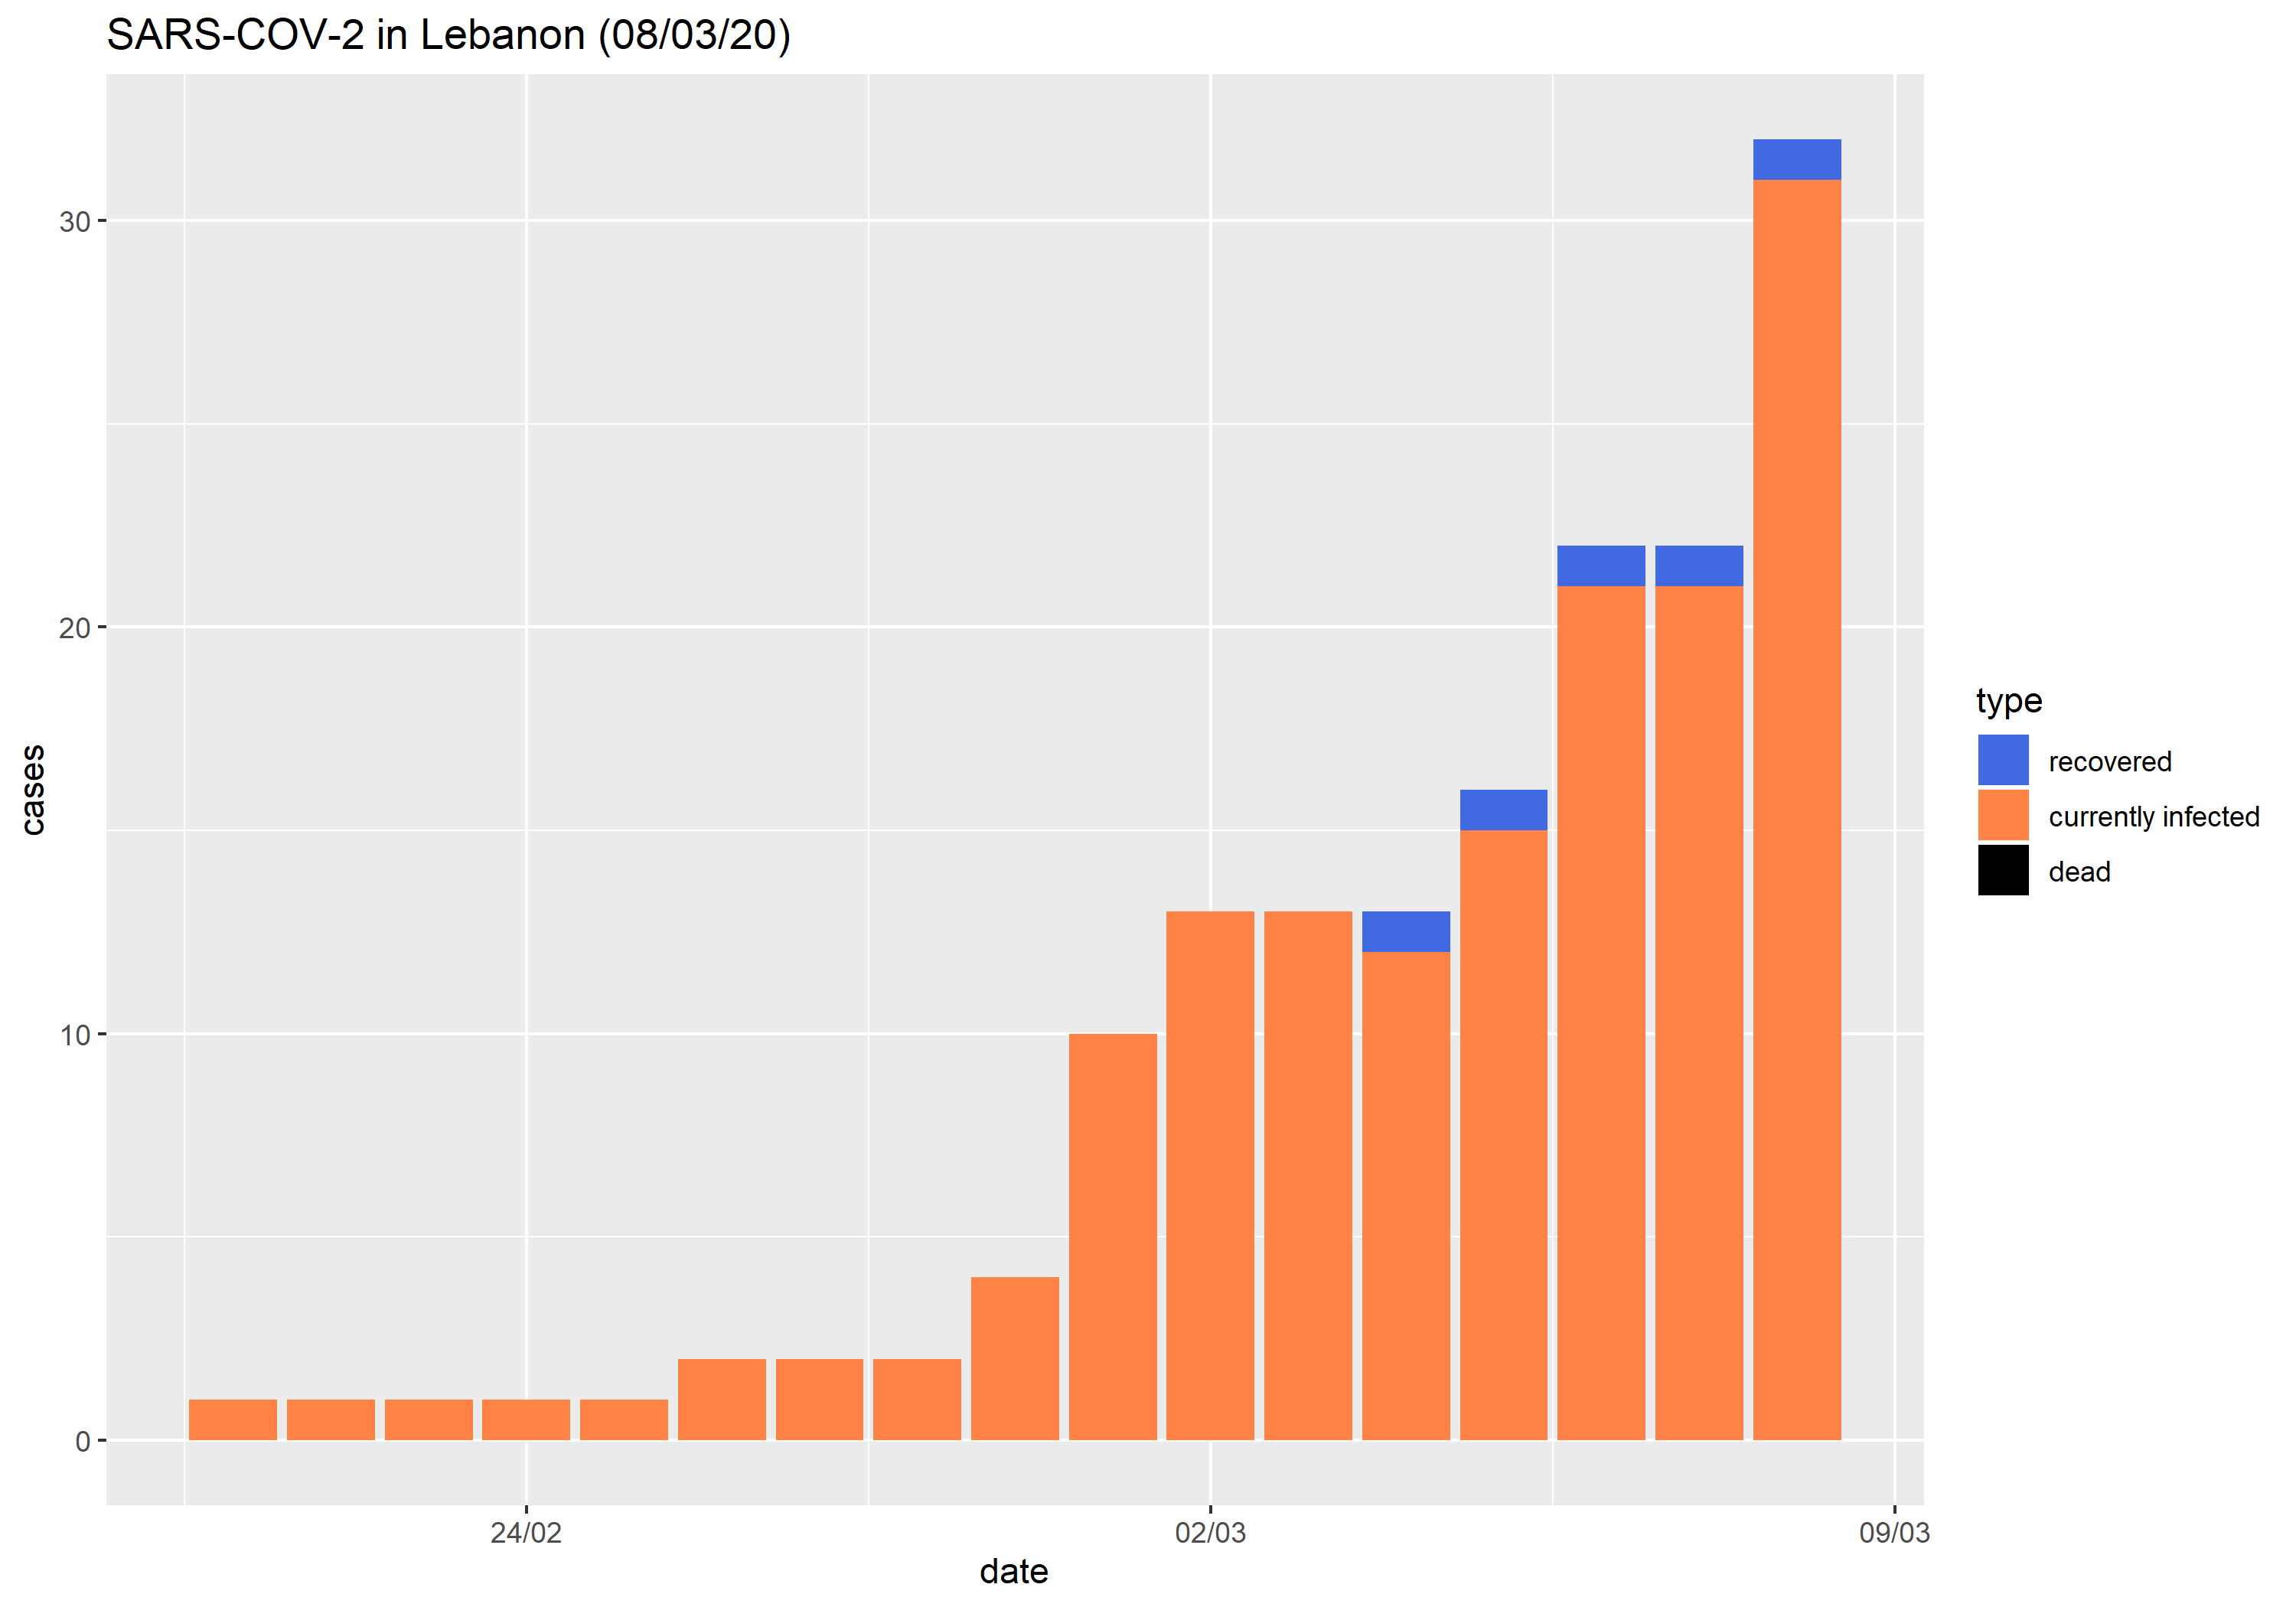 SARS-COV-2 in Lebanon (08/03/20)
30
20
10
0
cases
24/02
02/03
09/03
date
type
recovered
currently infected
dead